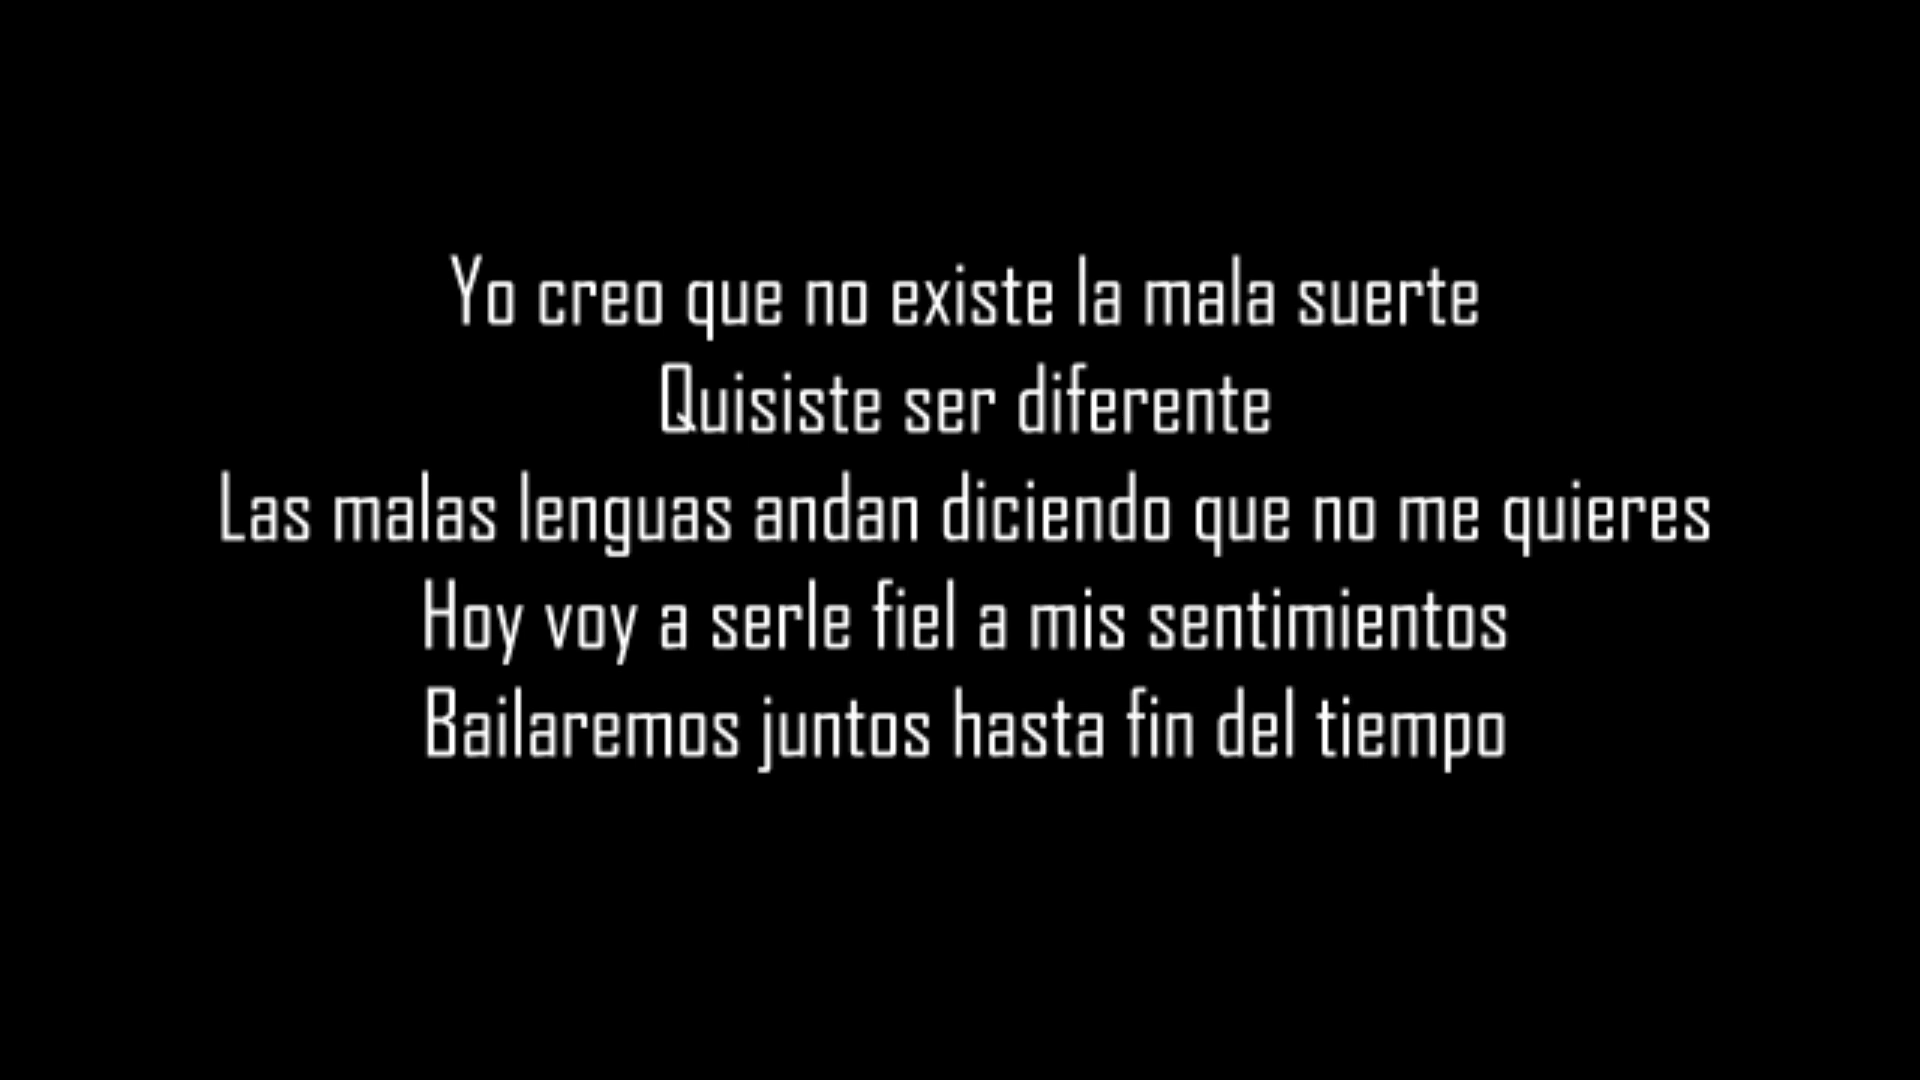 Yo creo que no existe la mala suerte
Quisiste ser diferente
Las malas lenguas andan diciendo que no me quieres
Hoy voy a serle fiel a mis sentimientos
Bailaremos juntos hasta fin del tiempo